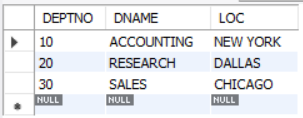 DEPTNO DNAME LOC
10 ACCOUNTING NEW YORK
20 RESEARCH DALLAS
30 SALES CHICAGO
NULL NULL NULL